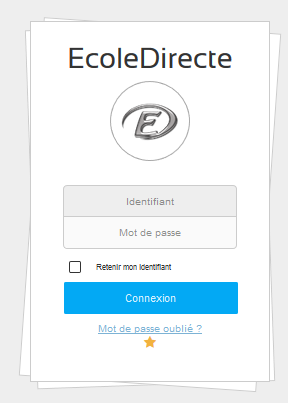 EcoleDirecte
E
Identifiant
Mot de passe
Retenir mon identifiant
Connexion
Mot de passe oublié ?